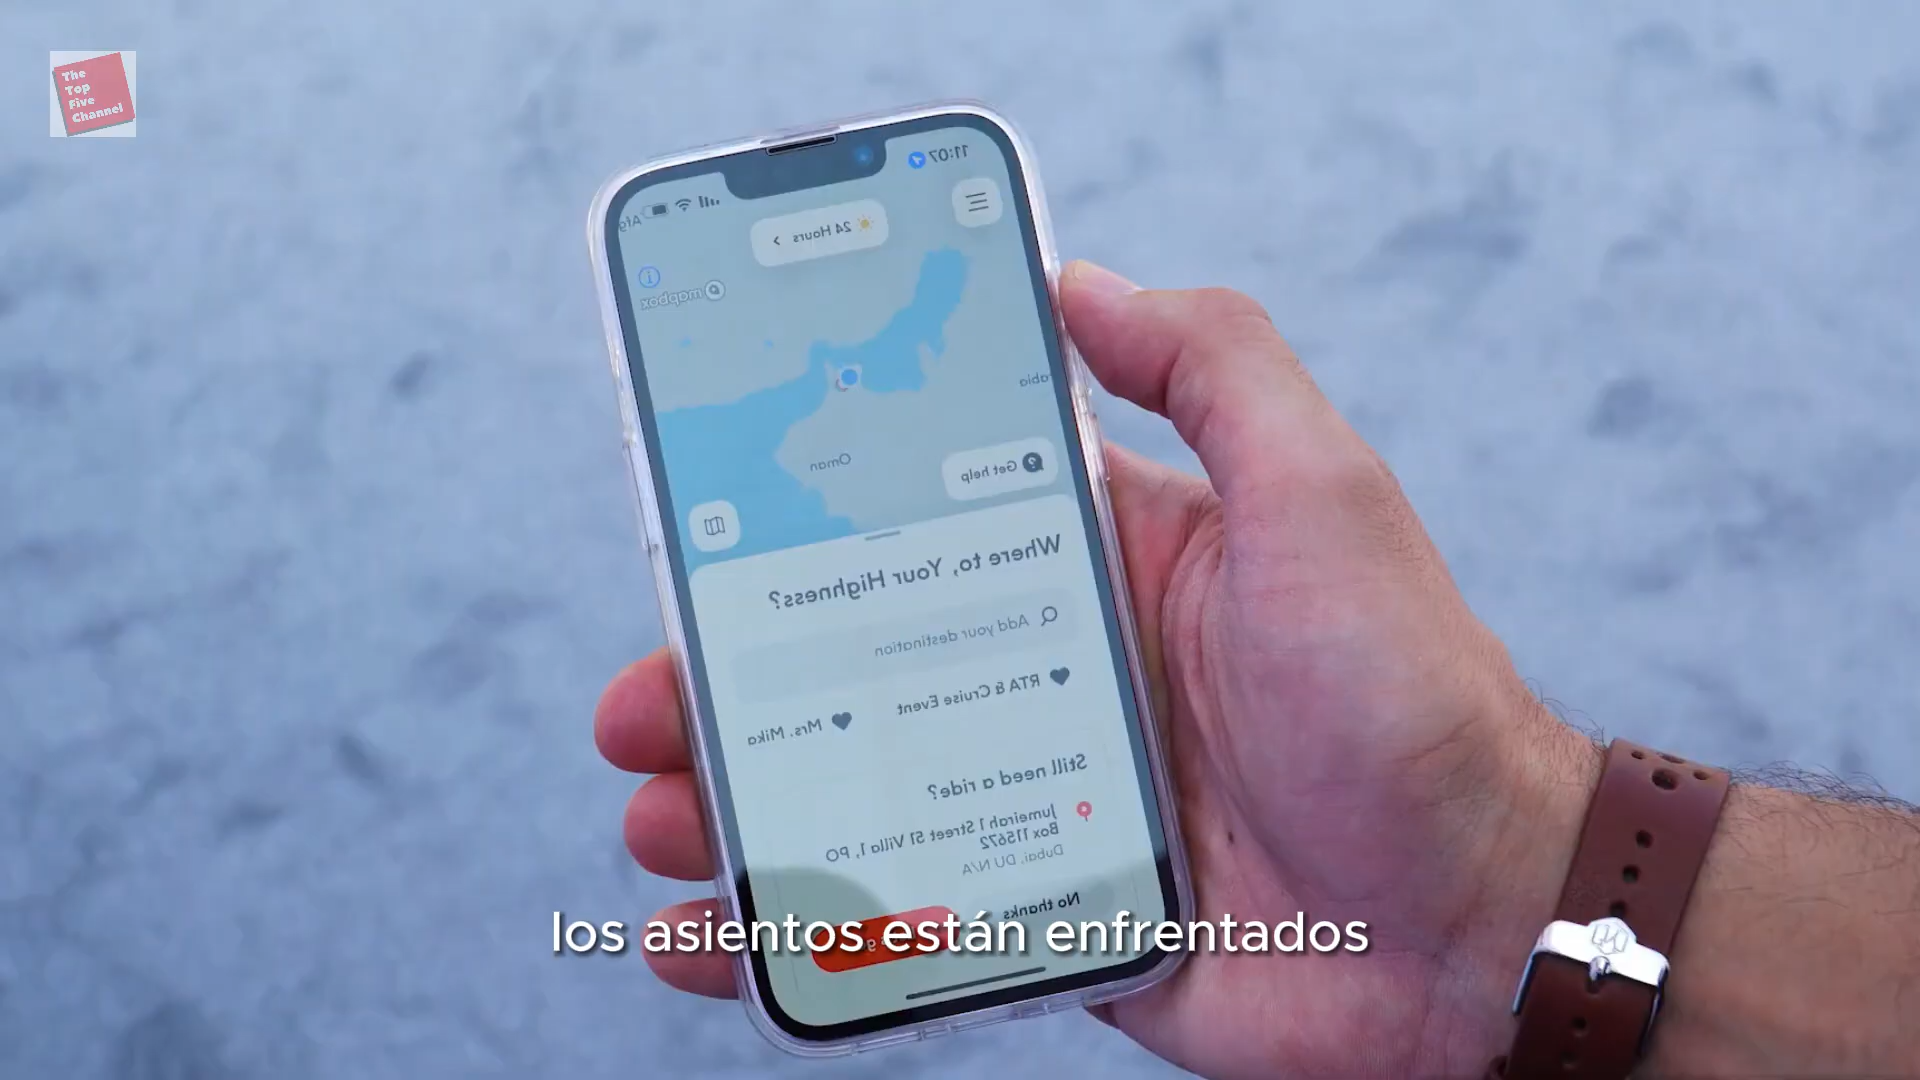 The
Top
Five
Channel
11:07
Afg
24 Hours
mapbox
rabia
Oman
Get help
Where to, Your Highness?
Add your destination
RTA & Cruise Event
Mrs. Mika
Still need a ride?
Jumeirah 1 Street 51 Villa 1, PO
Box 115672
Dubai, DU N/A
No thanks
los asientos están enfrentados